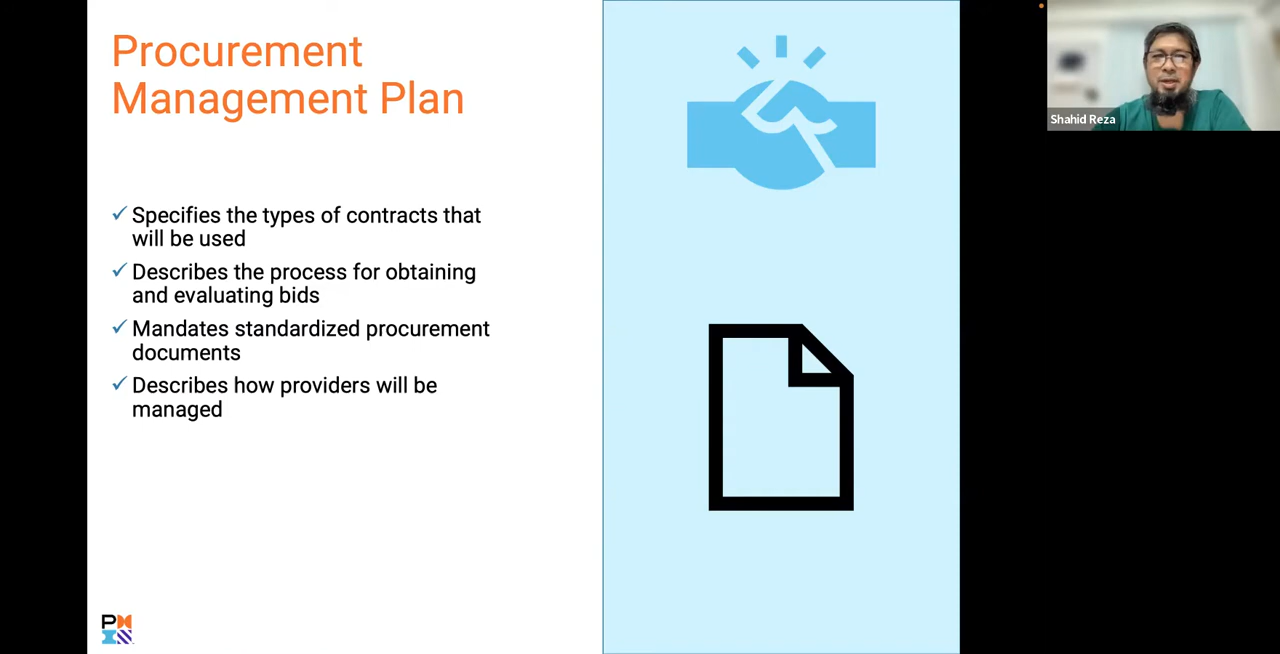 Procurement
Management Plan
✓ Specifies the types of contracts that
will be used
✓ Describes the process for obtaining
and evaluating bids
✓ Mandates standardized procurement
documents
✓ Describes how providers will be
managed
Shahid Reza